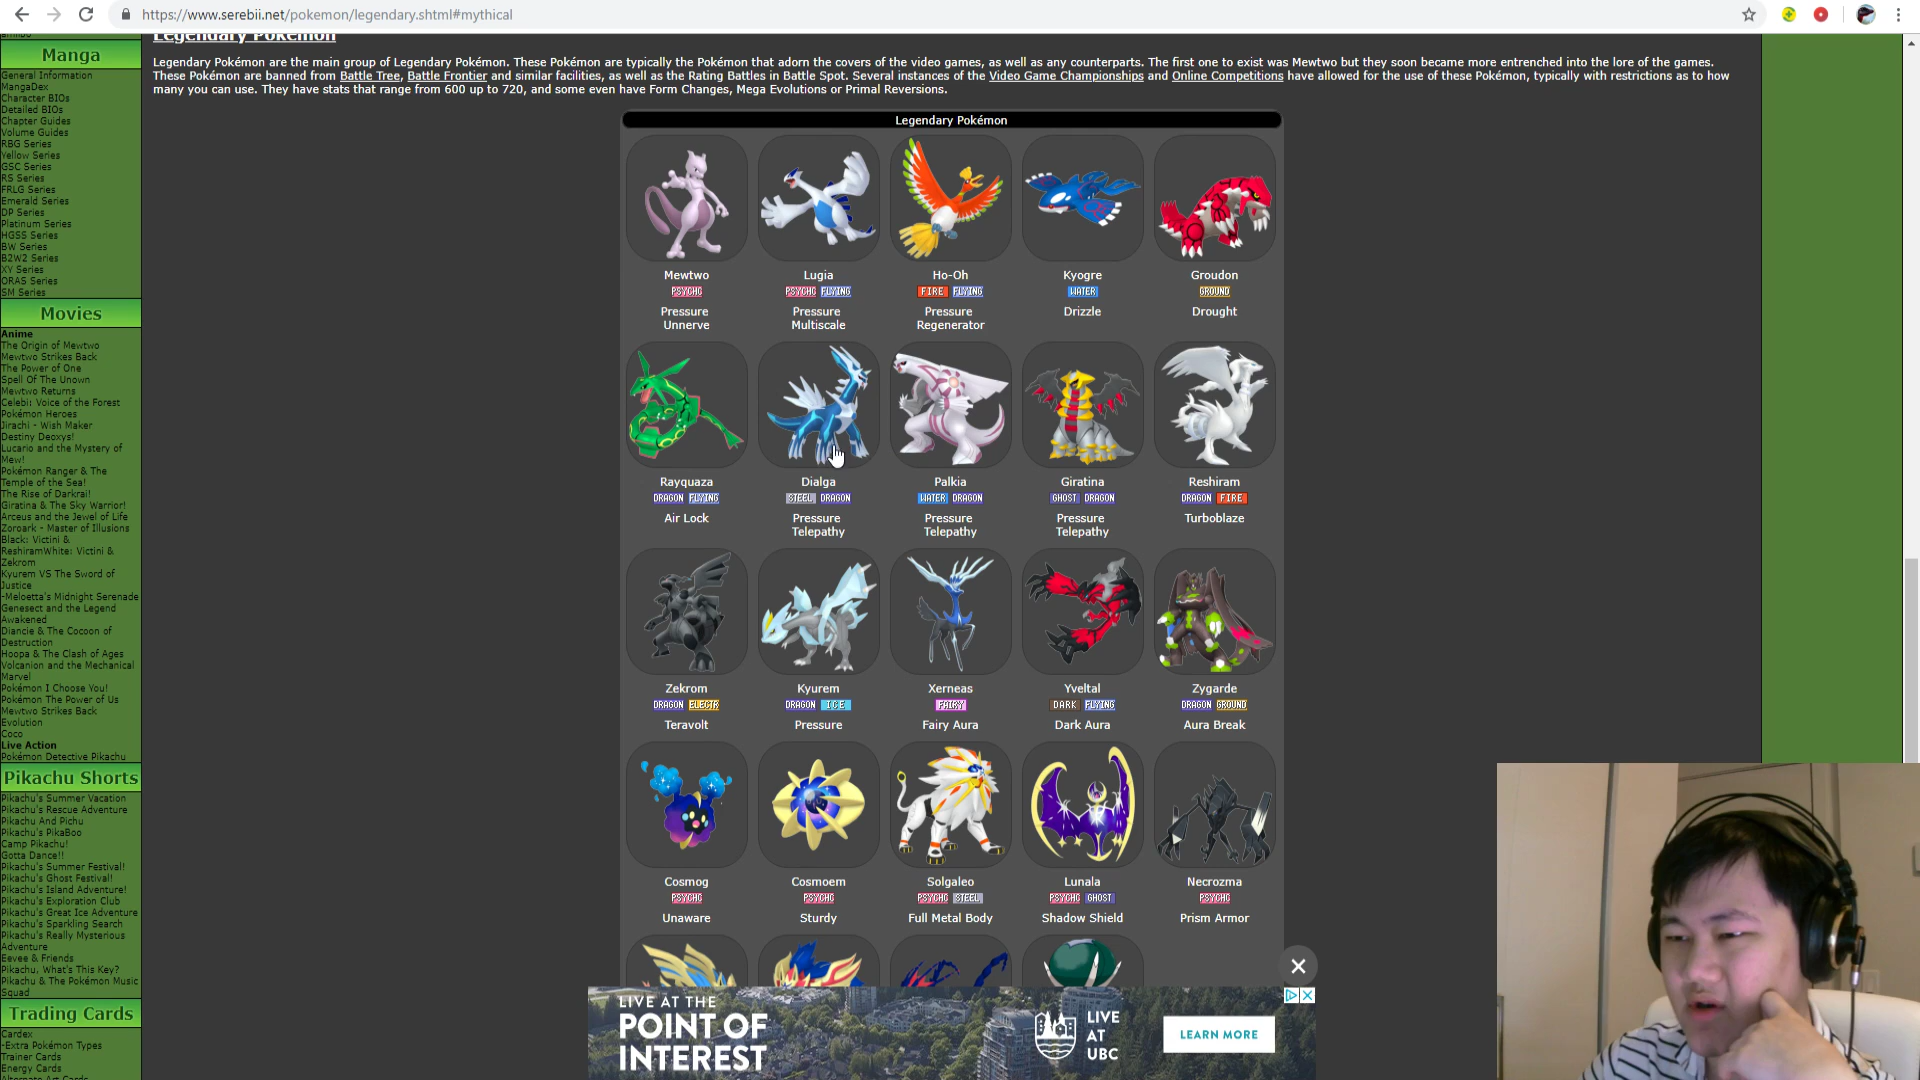 https://www.serebii.net/pokemon/legendary.shtml#mythical
Manga
General Information
MangaDex
Character BIOs
Detailed BIOs
Chapter Guides
Volume Guides
RBG Series
Yellow Series
GSC Series
RS Series
FRLG Series
Emerald Series
DP Series
Platinum Series
HGSS Series
BW Series
B2W2 Series
XY Series
ORAS Series
SM Series
Movies
Anime
The Origin of Mewtwo
Mewtwo Strikes Back
The Power of One
Spell Of The Unown
Mewtwo Returns
Celebi: Voice of the Forest
Pokémon Heroes
Jirachi - Wish Maker
Destiny Deoxys!
Lucario and the Mystery of
Mew!
Pokémon Ranger & The
Temple of the Sea!
The Rise of Darkrai!
Giratina & The Sky Warrior!
Arceus and the Jewel of Life
Zoroark - Master of Illusions
Black: Victini &
ReshiramWhite: Victini &
Zekrom
Kyurem VS The Sword of
Justice
-Meloetta's Midnight Serenade
Genesect and the Legend
Awakened
Diancie & The Cocoon of
Destruction
Hoopa & The Clash of Ages
Volcanion and the Mechanical
Marvel
Pokémon I Choose You!
Pokémon The Power of Us
Mewtwo Strikes Back
Evolution
Coco
Live Action
Pokémon Detective Pikachu
Pikachu Shorts
Pikachu's Summer Vacation
Pikachu's Rescue Adventure
Pikachu And Pichu
Pikachu's PikaBoo
Camp Pikachu!
Gotta Dance!!
Pikachu's Summer Festival!
Pikachu's Ghost Festival!
Pikachu's Island Adventure!
Pikachu's Exploration Club
Pikachu's Great Ice Adventure
Pikachu's Sparkling Search
Pikachu's Really Mysterious
Adventure
Eevee & Friends
Pikachu, What's This Key?
Pikachu & The Pokémon Music
Squad
Trading Cards
Cardex
-Extra Pokémon Types
Trainer Cards
Energy Cards
Legendary Pokémon
Legendary Pokémon are the main group of Legendary Pokémon. These Pokémon are typically the Pokémon that adorn the covers of the video games, as well as any counterparts. The first one to exist was Mewtwo but they soon became more entrenched into the lore of the games.
These Pokémon are banned from Battle Tree, Battle Frontier and similar facilities, as well as the Rating Battles in Battle Spot. Several instances of the Video Game Championships and Online Competitions have allowed for the use of these Pokémon, typically with restrictions as to how
many you can use. They have stats that range from 600 up to 720, and some even have Form Changes, Mega Evolutions or Primal Reversions.
Legendary Pokémon
Mewtwo Lugia Ho-Oh Kyogre Groudon
PSYCHC PSYCHC FLYING FIRE FLYING WATER GROUND
Pressure Pressure Pressure Drizzle Drought
Unnerve Multiscale Regenerator
Rayquaza Dialga Palkia Giratina Reshiram
DRAGON FLYING STEEL DRAGON WATER DRAGON GHOST DRAGON DRAGON FIRE
Air Lock Pressure Pressure Pressure Turboblaze
Telepathy Telepathy Telepathy
Zekrom Kyurem Xerneas Yveltal Zygarde
DRAGON ELECTR DRAGON ICE FAIRY DARK FLYING DRAGON GROUND
Teravolt Pressure Fairy Aura Dark Aura Aura Break
Cosmog Cosmoem Solgaleo Lunala Necrozma
PSYCHC PSYCHC PSYCHC STEEL PSYCHC GHOST PSYCHC
Unaware Sturdy Full Metal Body Shadow Shield Prism Armor
LIVE AT THE
POINT OF
INTEREST
LIVE
AT
UBC
LEARN MORE